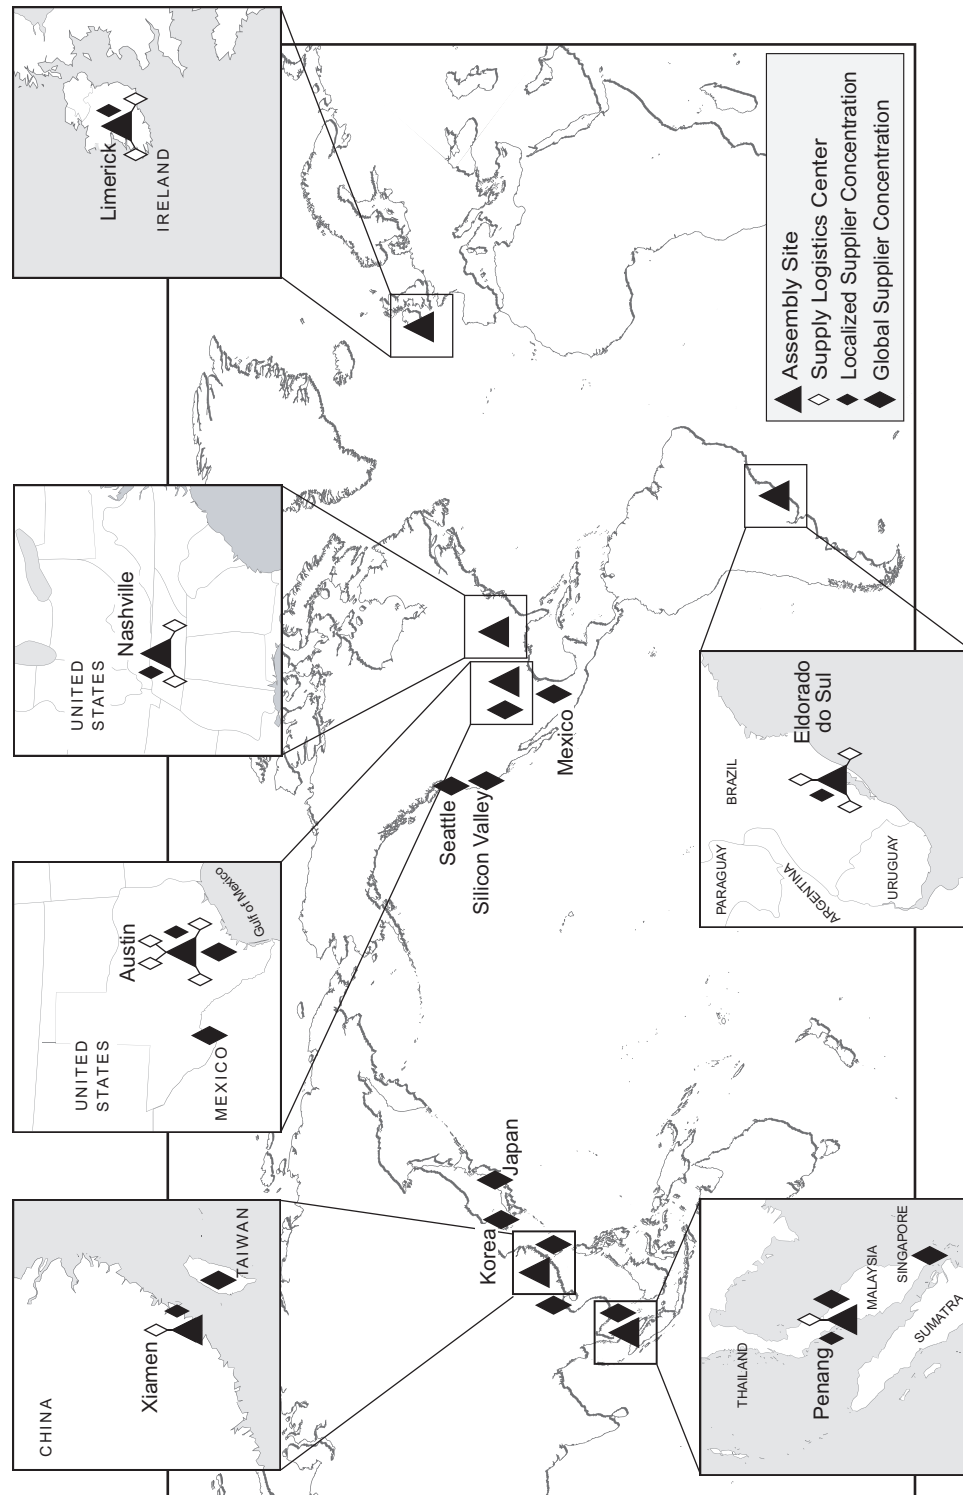 CHINA
Xiamen
TAIWAN
UNITED
STATES
Austin
MEXICO
Gulf of Mexico
UNITED
STATES
Nashville
Limerick
IRELAND
Korea
Japan
Seattle
Silicon Valley
Mexico
THAILAND
Penang
MALAYSIA
SINGAPORE
SUMATRA
PARAGUAY
BRAZIL
ARGENTINA
URUGUAY
Eldorado
do Sul
Assembly Site
Supply Logistics Center
Localized Supplier Concentration
Global Supplier Concentration